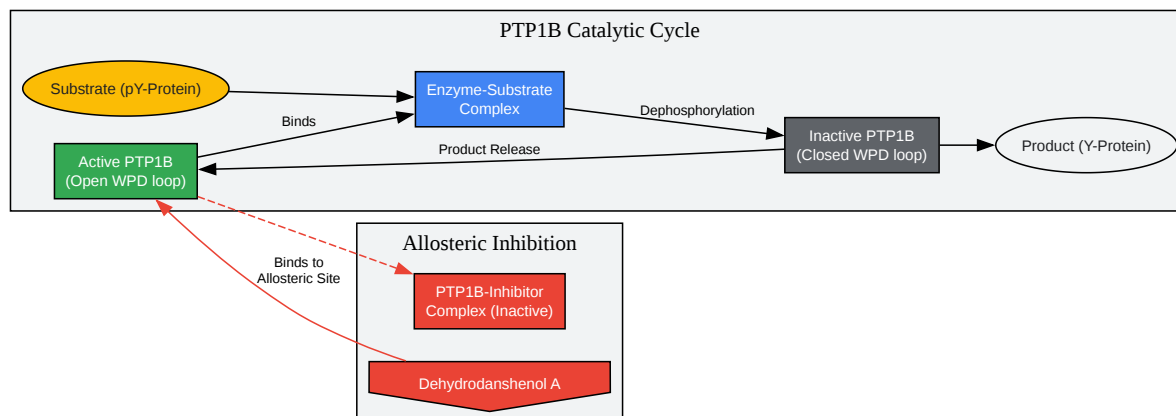 PTP1B Catalytic Cycle
Substrate (pY-Protein)
Enzyme-Substrate
Complex
Dephosphorylation
Binds
Inactive PTP1B
(Closed WPD loop)
Product (Y-Protein)
Product Release
Active PTP1B
(Open WPD loop)
Allosteric Inhibition
Binds to
Allosteric Site
PTP1B-Inhibitor
Complex (Inactive)
Dehydrodanshenol A